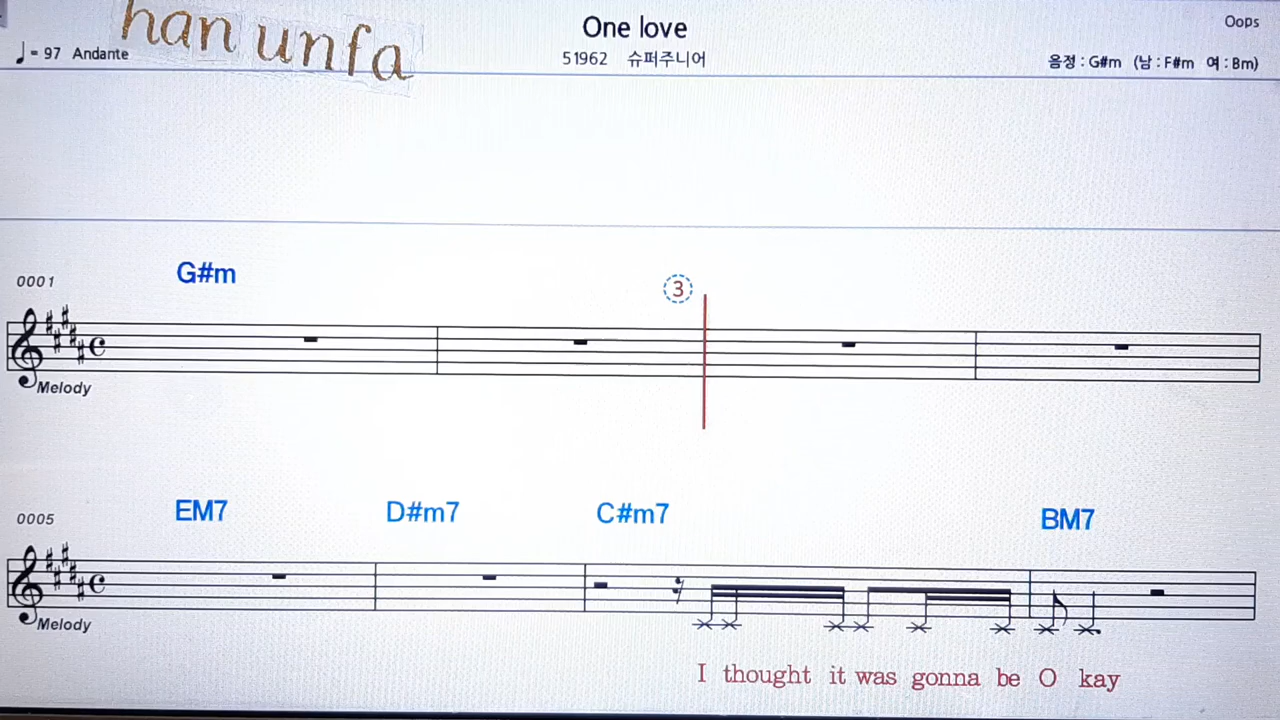 han unfa
One love
Oops
♩= 97 Andante
51962 슈퍼주니어
음정 : G#m (남 : F#m 여 : Bm)
G#m
3
0001
Melody
EM7 D#m7 C#m7 BM7
0005
Melody
I thought it was gonna be O kay